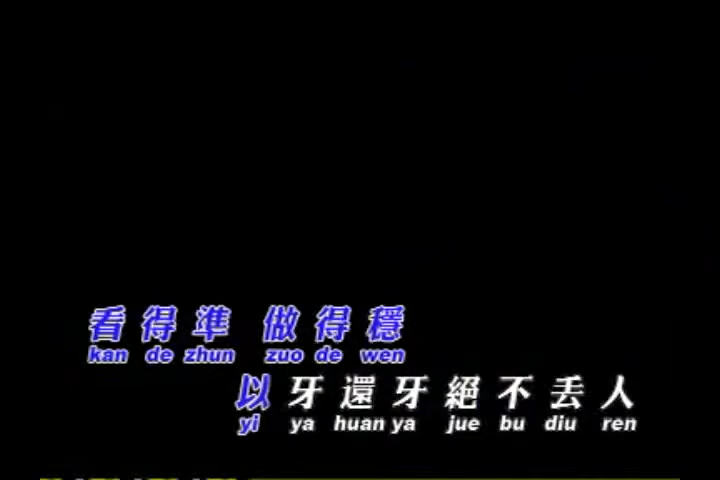 看得準 做得穩
kan de zhun zuo de wen
以牙還牙絕不丟人
yi ya huan ya jue bu diu ren